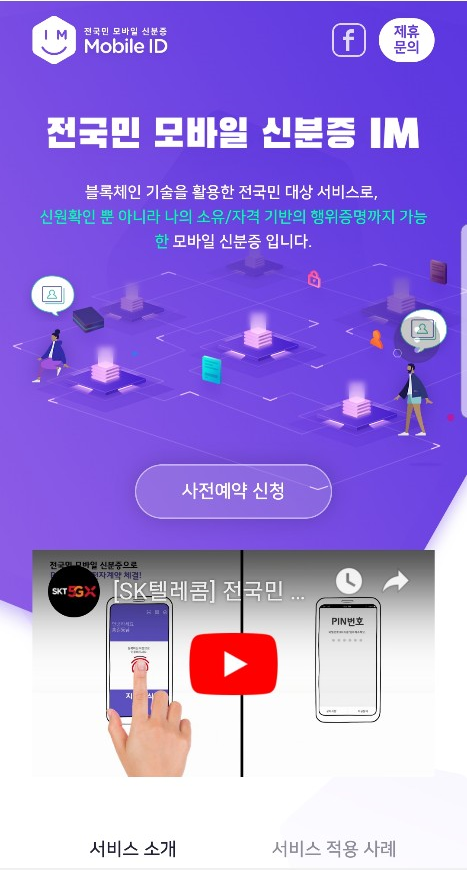 IM
전국민 모바일 신분증
Mobile ID
f
제휴
문의
전국민 모바일 신분증 IM
블록체인 기술을 활용한 전국민 대상 서비스로,
신원확인 뿐 아니라 나의 소유/자격 기반의 행위증명까지 가능
한 모바일 신분증 입니다.
사전예약 신청
전국민 모바일 신분증으로
SKT 5GX
[SK텔레콤] 전국민 ...
PIN번호
서비스 소개
서비스 적용 사례